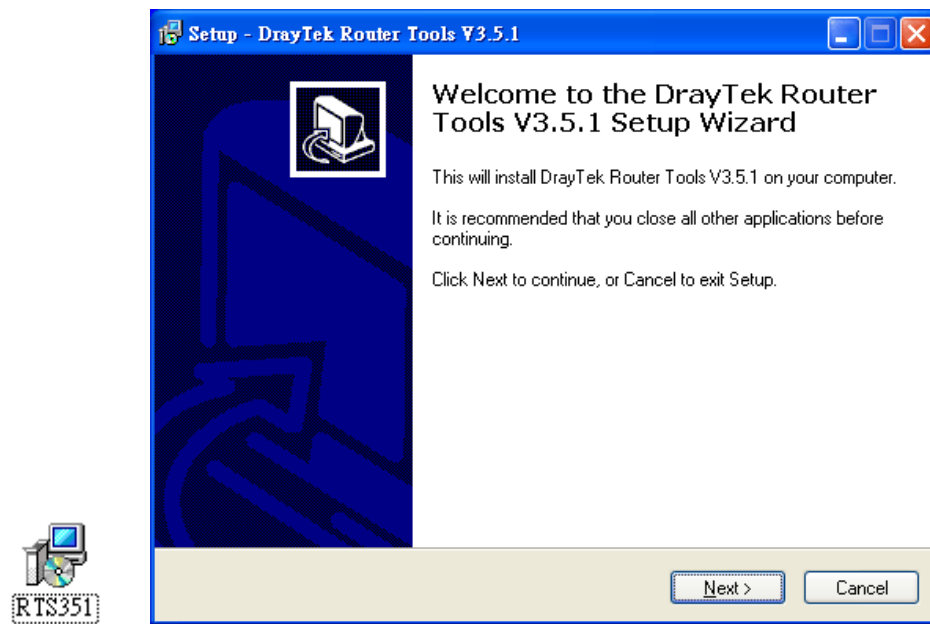 Setup - DrayTek Router Tools V3.5.1
Welcome to the DrayTek Router
Tools V3.5.1 Setup Wizard
This will install DrayTek Router Tools V3.5.1 on your computer.
It is recommended that you close all other applications before
continuing.
Click Next to continue, or Cancel to exit Setup.
Next >
Cancel
RTS351